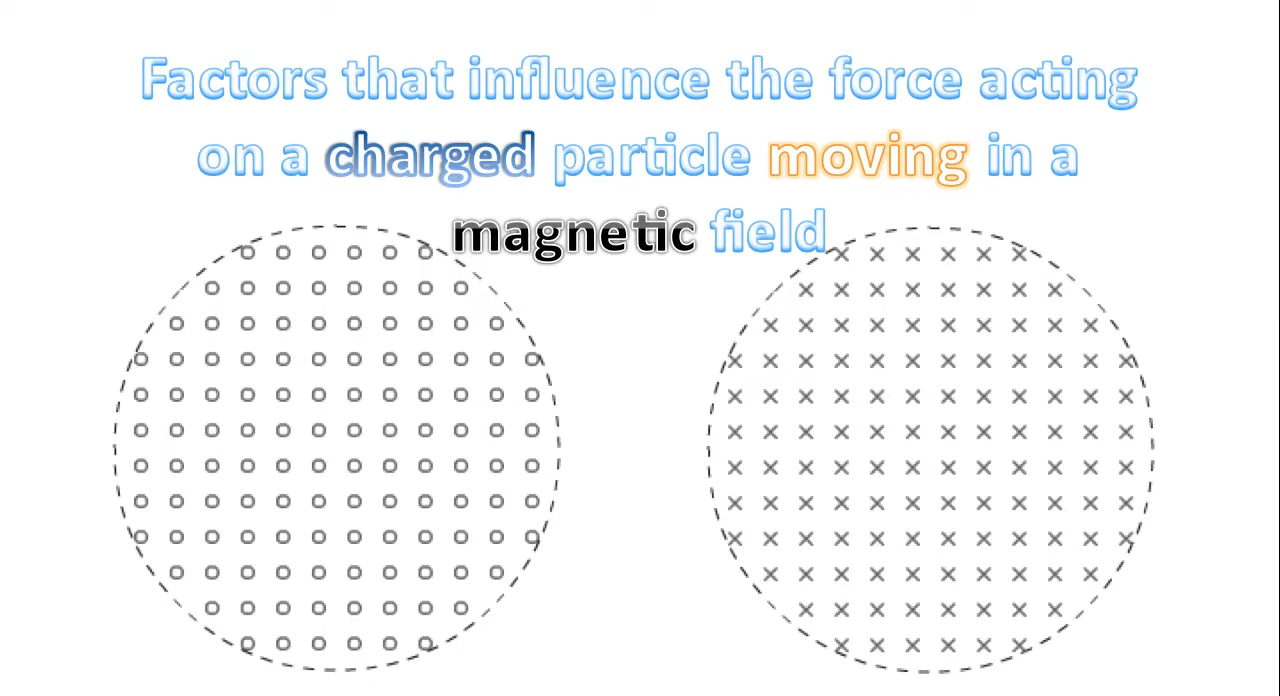 Factors that influence the force acting
on a charged particle moving in a
magnetic field